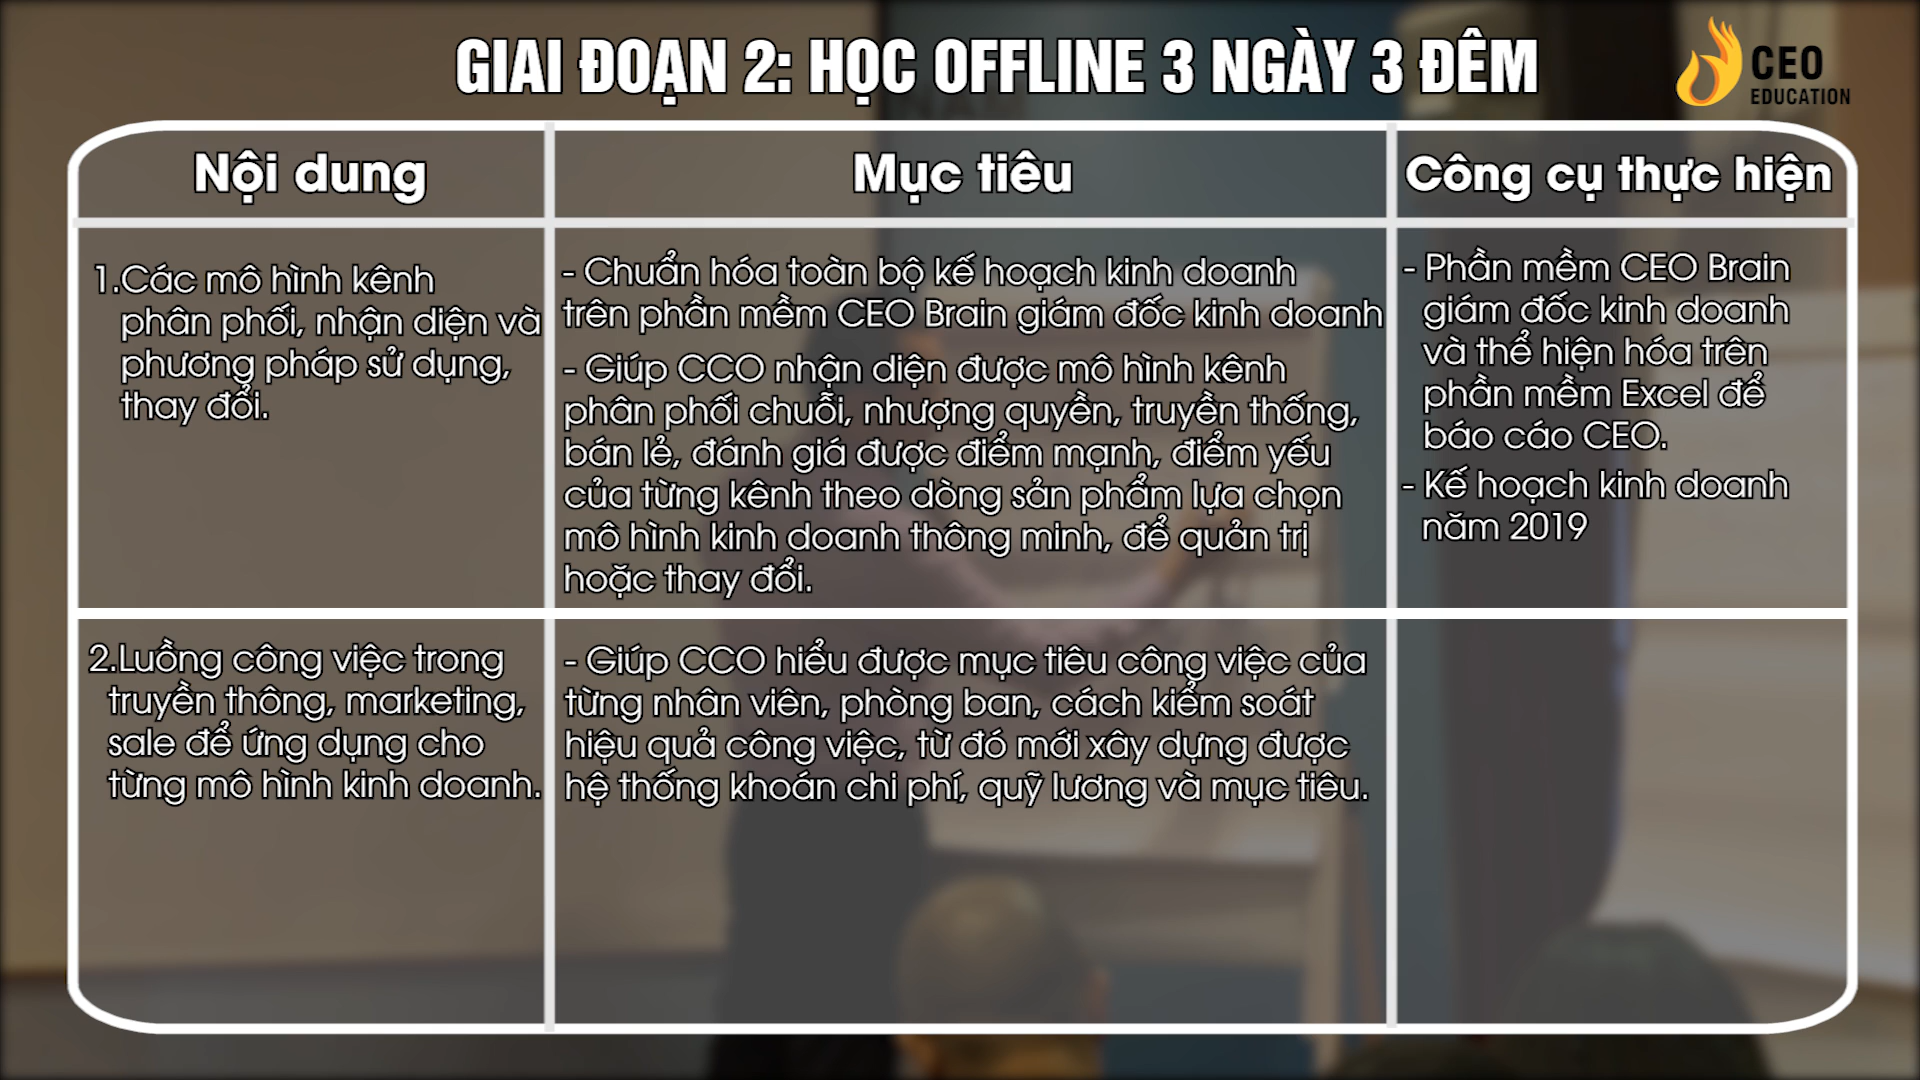 GIAI ĐOẠN 2: HỌC OFFLINE 3 NGÀY 3 ĐÊM
CEO
EDUCATION
Nội dung
Mục tiêu
Công cụ thực hiện
1.Các mô hình kênh
phân phối, nhận diện và
phương pháp sử dụng,
thay đổi.
- Chuẩn hóa toàn bộ kế hoạch kinh doanh
trên phần mềm CEO Brain giám đốc kinh doanh
- Giúp CCO nhận diện được mô hình kênh
phân phối chuỗi, nhượng quyền, truyền thống,
bán lẻ, đánh giá được điểm mạnh, điểm yếu
của từng kênh theo dòng sản phẩm lựa chọn
mô hình kinh doanh thông minh, để quản trị
hoặc thay đổi.
- Phần mềm CEO Brain
giám đốc kinh doanh
và thể hiện hóa trên
phần mềm Excel để
báo cáo CEO.
- Kế hoạch kinh doanh
năm 2019
2.Luồng công việc trong
truyền thông, marketing,
sale để ứng dụng cho
từng mô hình kinh doanh.
- Giúp CCO hiểu được mục tiêu công việc của
từng nhân viên, phòng ban, cách kiểm soát
hiệu quả công việc, từ đó mới xây dựng được
hệ thống khoán chi phí, quỹ lương và mục tiêu.